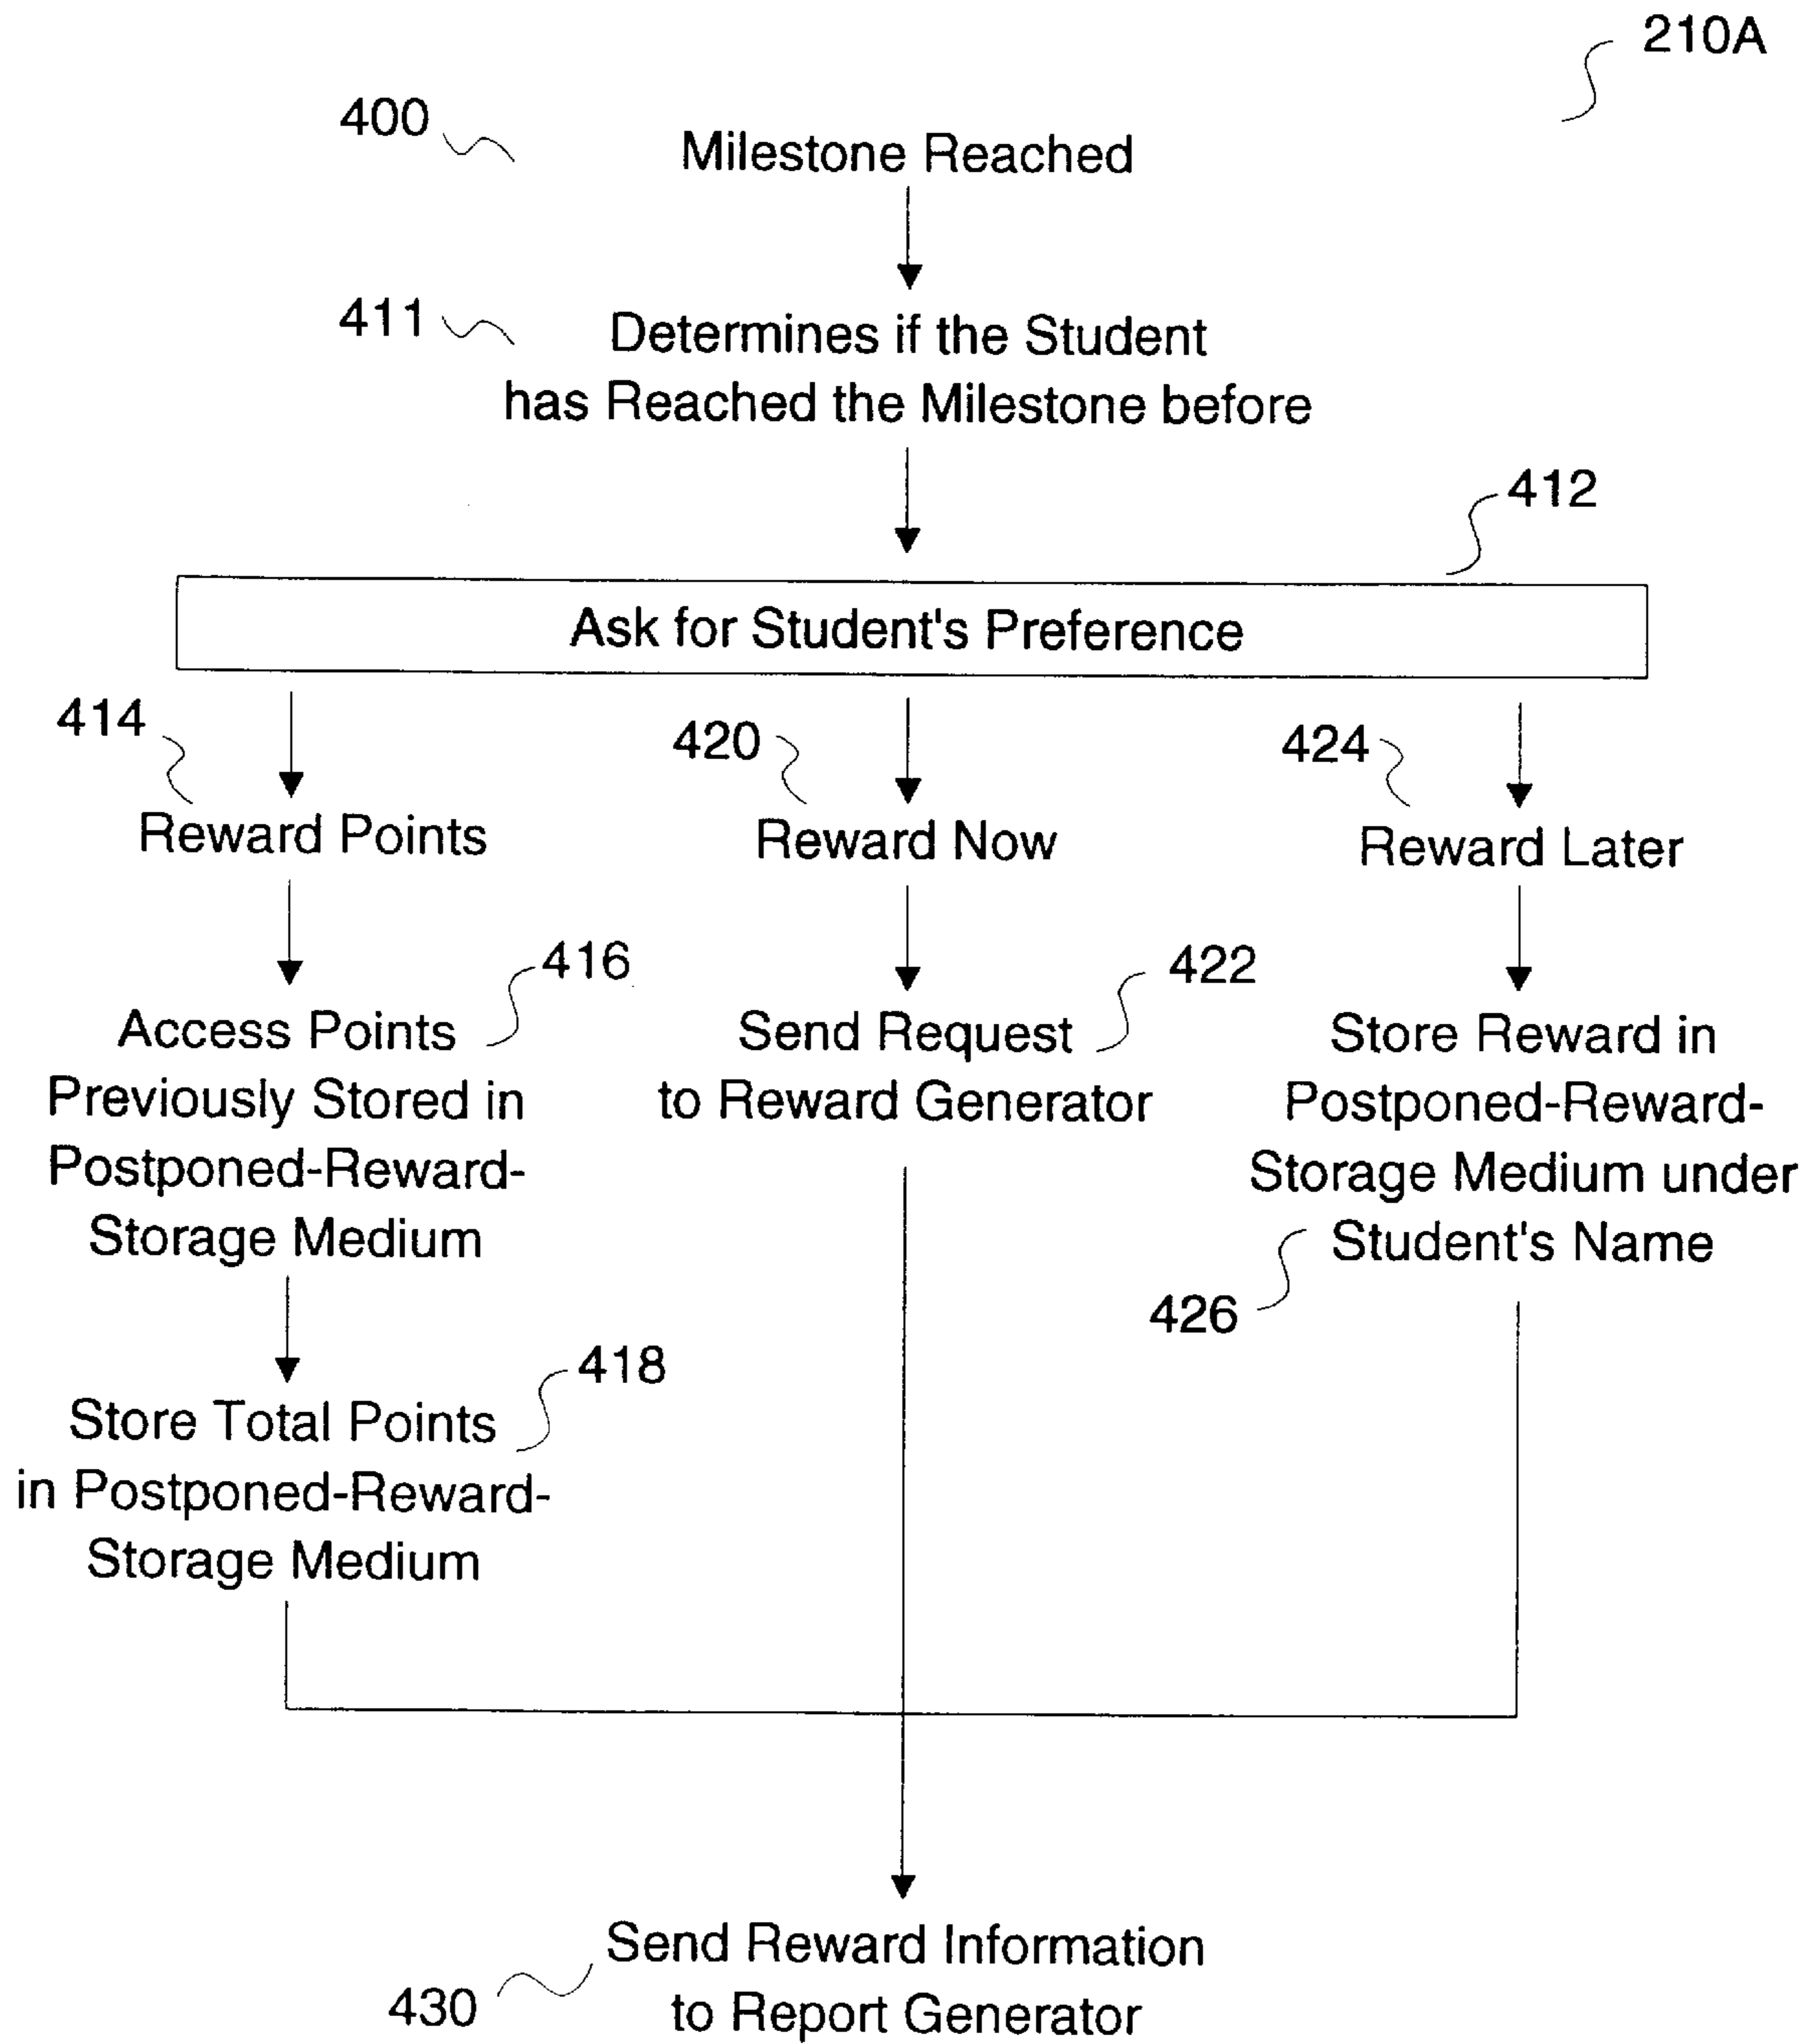 210A
400
Milestone Reached
411
Determines if the Student
has Reached the Milestone before
412
Ask for Student's Preference
414
Reward Points
420
Reward Now
424
Reward Later
416
Access Points
Previously Stored in
Postponed-Reward-
Storage Medium
422
Send Request
to Reward Generator
Store Reward in
Postponed-Reward-
Storage Medium under
Student's Name
426
418
Store Total Points
in Postponed-Reward-
Storage Medium
Send Reward Information
to Report Generator
430